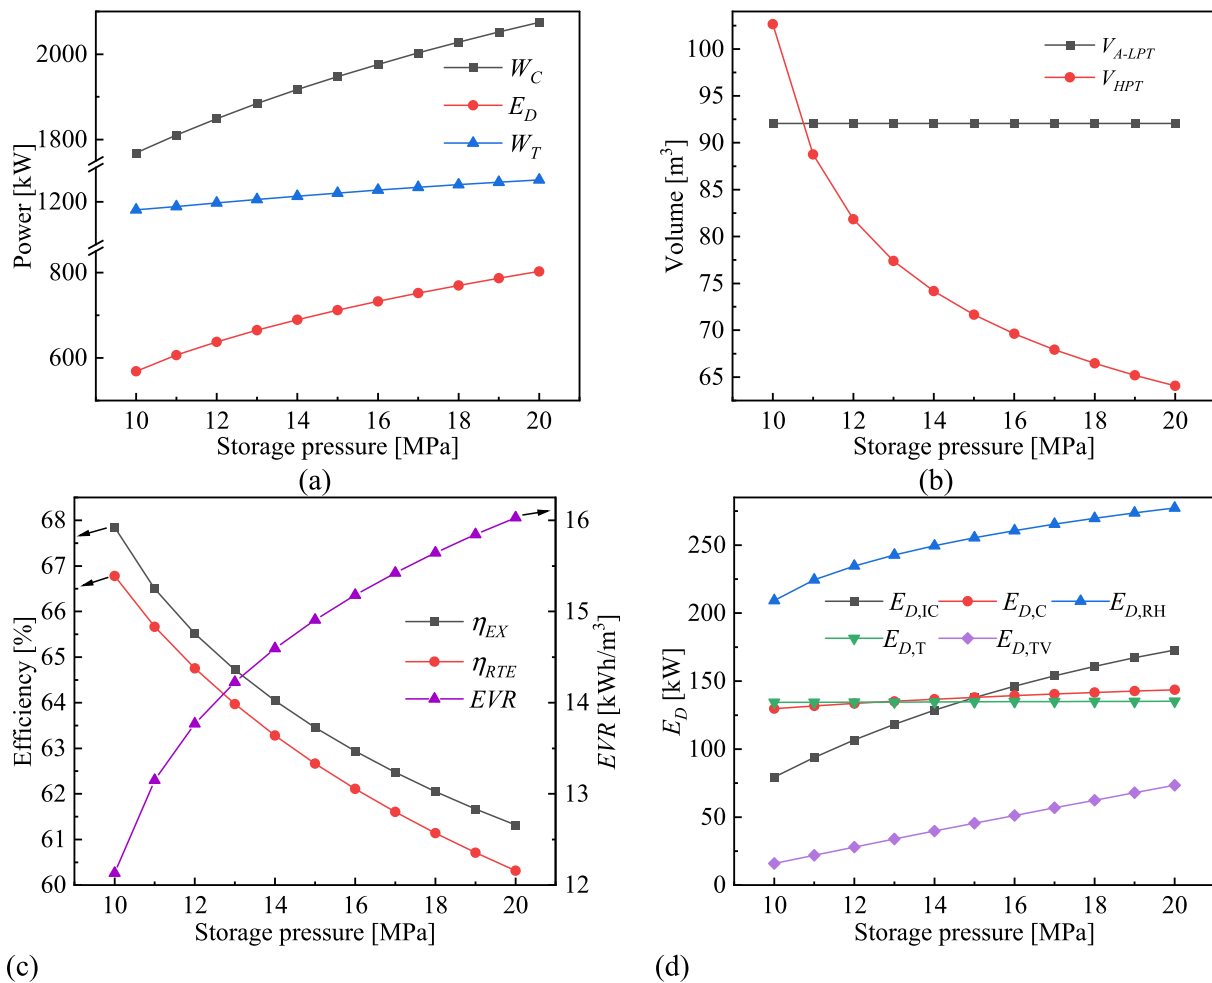 2000
1800
1200
800
600
Power [kW]
W_C
E_D
W_T
10 12 14 16 18 20
Storage pressure [MPa]
(a)
100
95
90
85
80
75
70
65
Volume [m³]
V_A-LPT
V_HPT
10 12 14 16 18 20
Storage pressure [MPa]
(b)
68
67
66
65
64
63
62
61
60
Efficiency [%]
η_EX
η_RTE
EVR
16
15
14
13
12
EVR [kWh/m³]
10 12 14 16 18 20
Storage pressure [MPa]
(c)
250
200
150
100
50
0
E_D [kW]
E_D,IC E_D,C E_D,RH
E_D,T E_D,TV
10 12 14 16 18 20
Storage pressure [MPa]
(d)